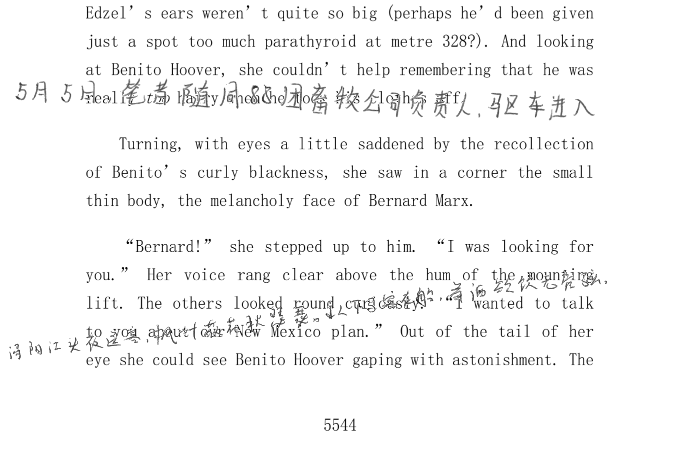 Edzel’s ears weren’t quite so big (perhaps he’d been given
just a spot too much parathyroid at metre 328?). And looking
at Benito Hoover, she couldn’t help remembering that he was
5月5日，笔者随同86团畜牧公司负责人，驱车进入
really too hairy when he took his clothes off.
Turning, with eyes a little saddened by the recollection
of Benito’s curly blackness, she saw in a corner the small
thin body, the melancholy face of Bernard Marx.
“Bernard!” she stepped up to him. “I was looking for
you.” Her voice rang clear above the hum of the mounting
lift. The others looked round curiously. “I wanted to talk
to you about our New Mexico plan.” Out of the tail of her
浔阳江头夜送客，枫叶荻花秋瑟瑟。主人下马客在船，举酒欲饮无管弦。
eye she could see Benito Hoover gaping with astonishment. The
5544